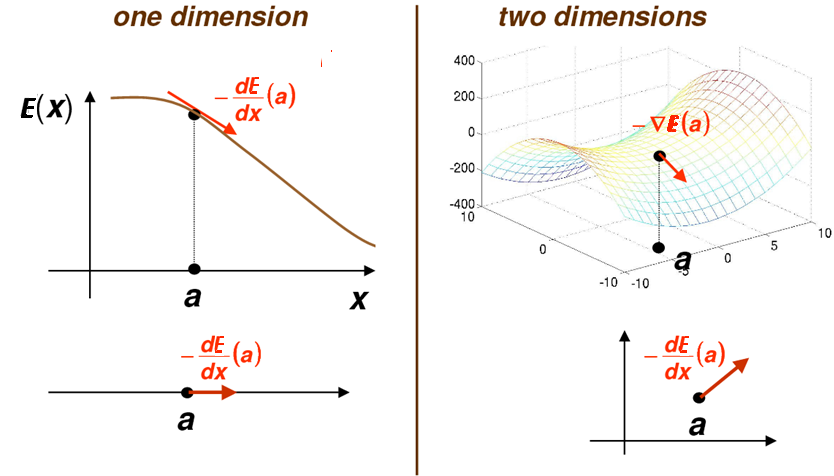 one dimension
E(x)
− dE/dx (a)
a
x
− dE/dx (a)
a
two dimensions
400
200
0
-200
-400
10
0
-10
-10
-5
0
5
10
− ∇E(a)
a
− dE/dx (a)
a